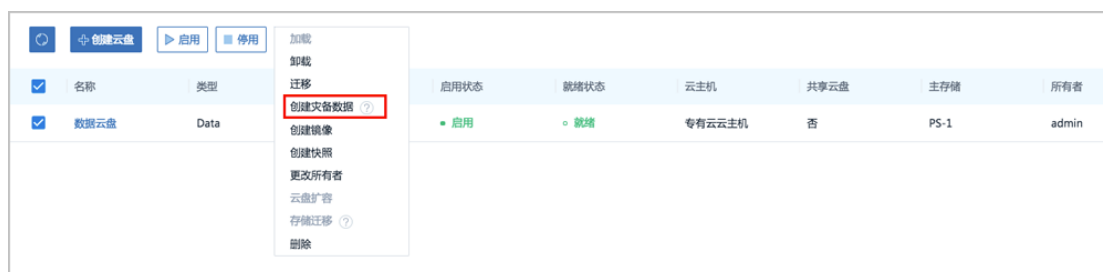 创建云盘 启用 停用
加载
卸载
迁移
创建灾备数据 ?
创建镜像
创建快照
更改所有者
云盘扩容
存储迁移 ?
删除
名称 类型 启用状态 就绪状态 云主机 共享云盘 主存储 所有者
数据云盘 Data 启用 就绪 专有云云主机 否 PS-1 admin